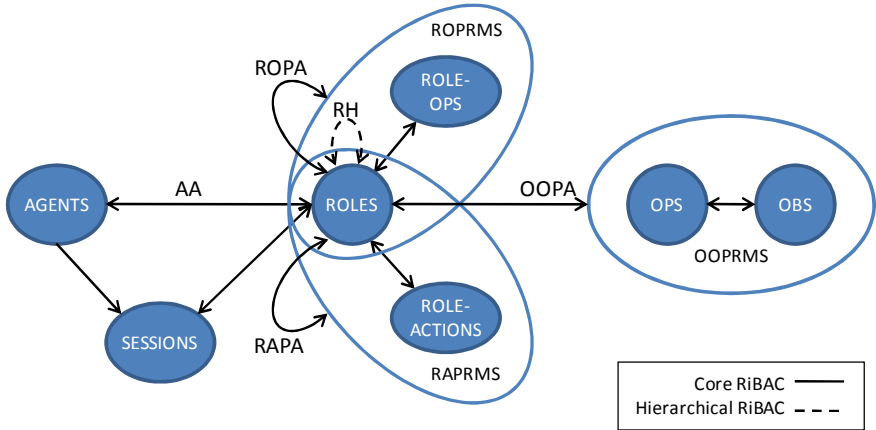 ROPRMS
ROPA
ROLE-
OPS
RH
AGENTS
AA
ROLES
OOPA
OPS
OBS
OOPRMS
SESSIONS
RAPA
ROLE-
ACTIONS
RAPRMS
Core RiBAC
Hierarchical RiBAC